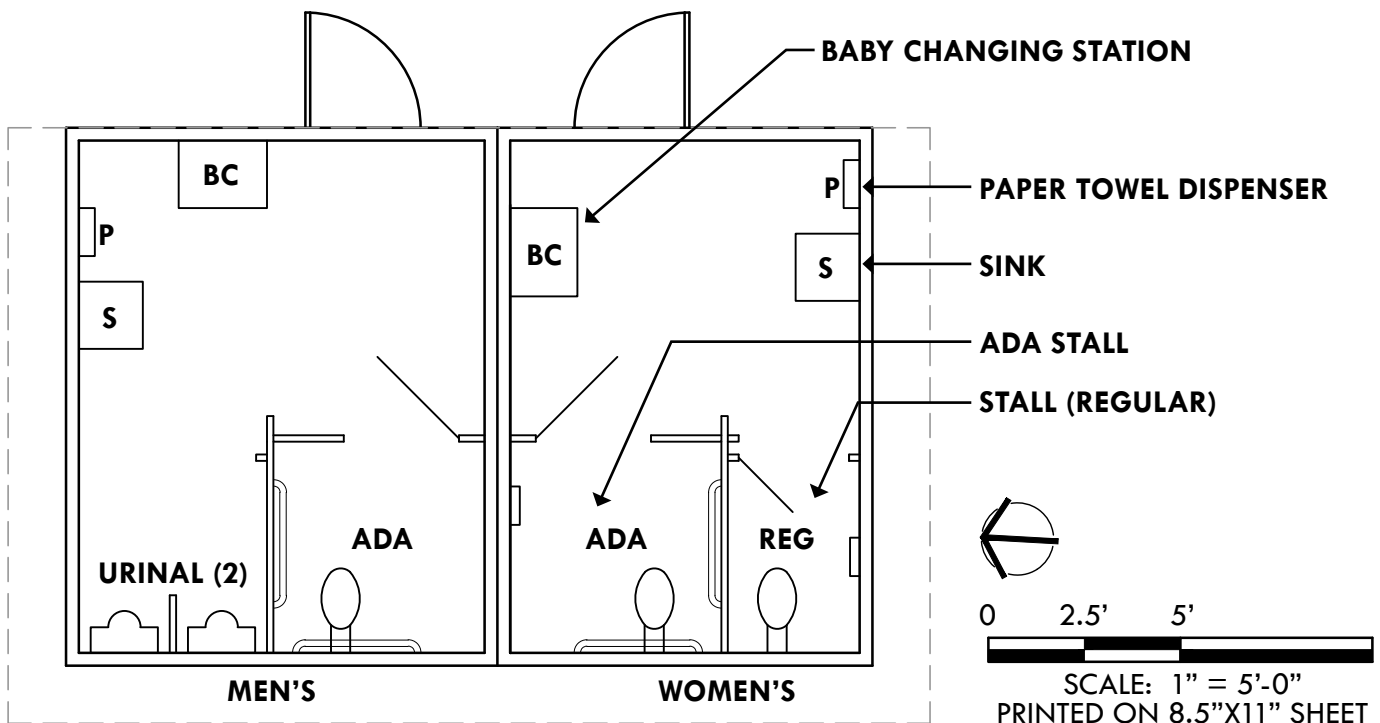 BABY CHANGING STATION
BC
P
PAPER TOWEL DISPENSER
P
BC
S
SINK
S
ADA STALL
STALL (REGULAR)
ADA
ADA
REG
URINAL (2)
0 2.5’ 5’
MEN’S
WOMEN’S
SCALE: 1” = 5’-0”
PRINTED ON 8.5”X11” SHEET